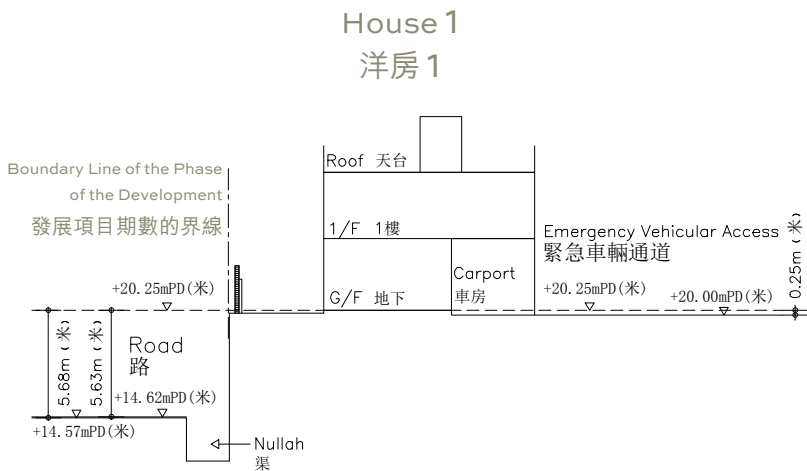 House 1
洋房 1
Roof 天台
Boundary Line of the Phase
of the Development
發展項目期數的界線
1/F 1樓
Emergency Vehicular Access
緊急車輛通道
0.25m (米)
Carport
車房
+20.25mPD(米)
G/F 地下
+20.25mPD(米)
+20.00mPD(米)
Road
路
5.68m (米)
5.63m (米)
+14.62mPD(米)
+14.57mPD(米)
Nullah
渠